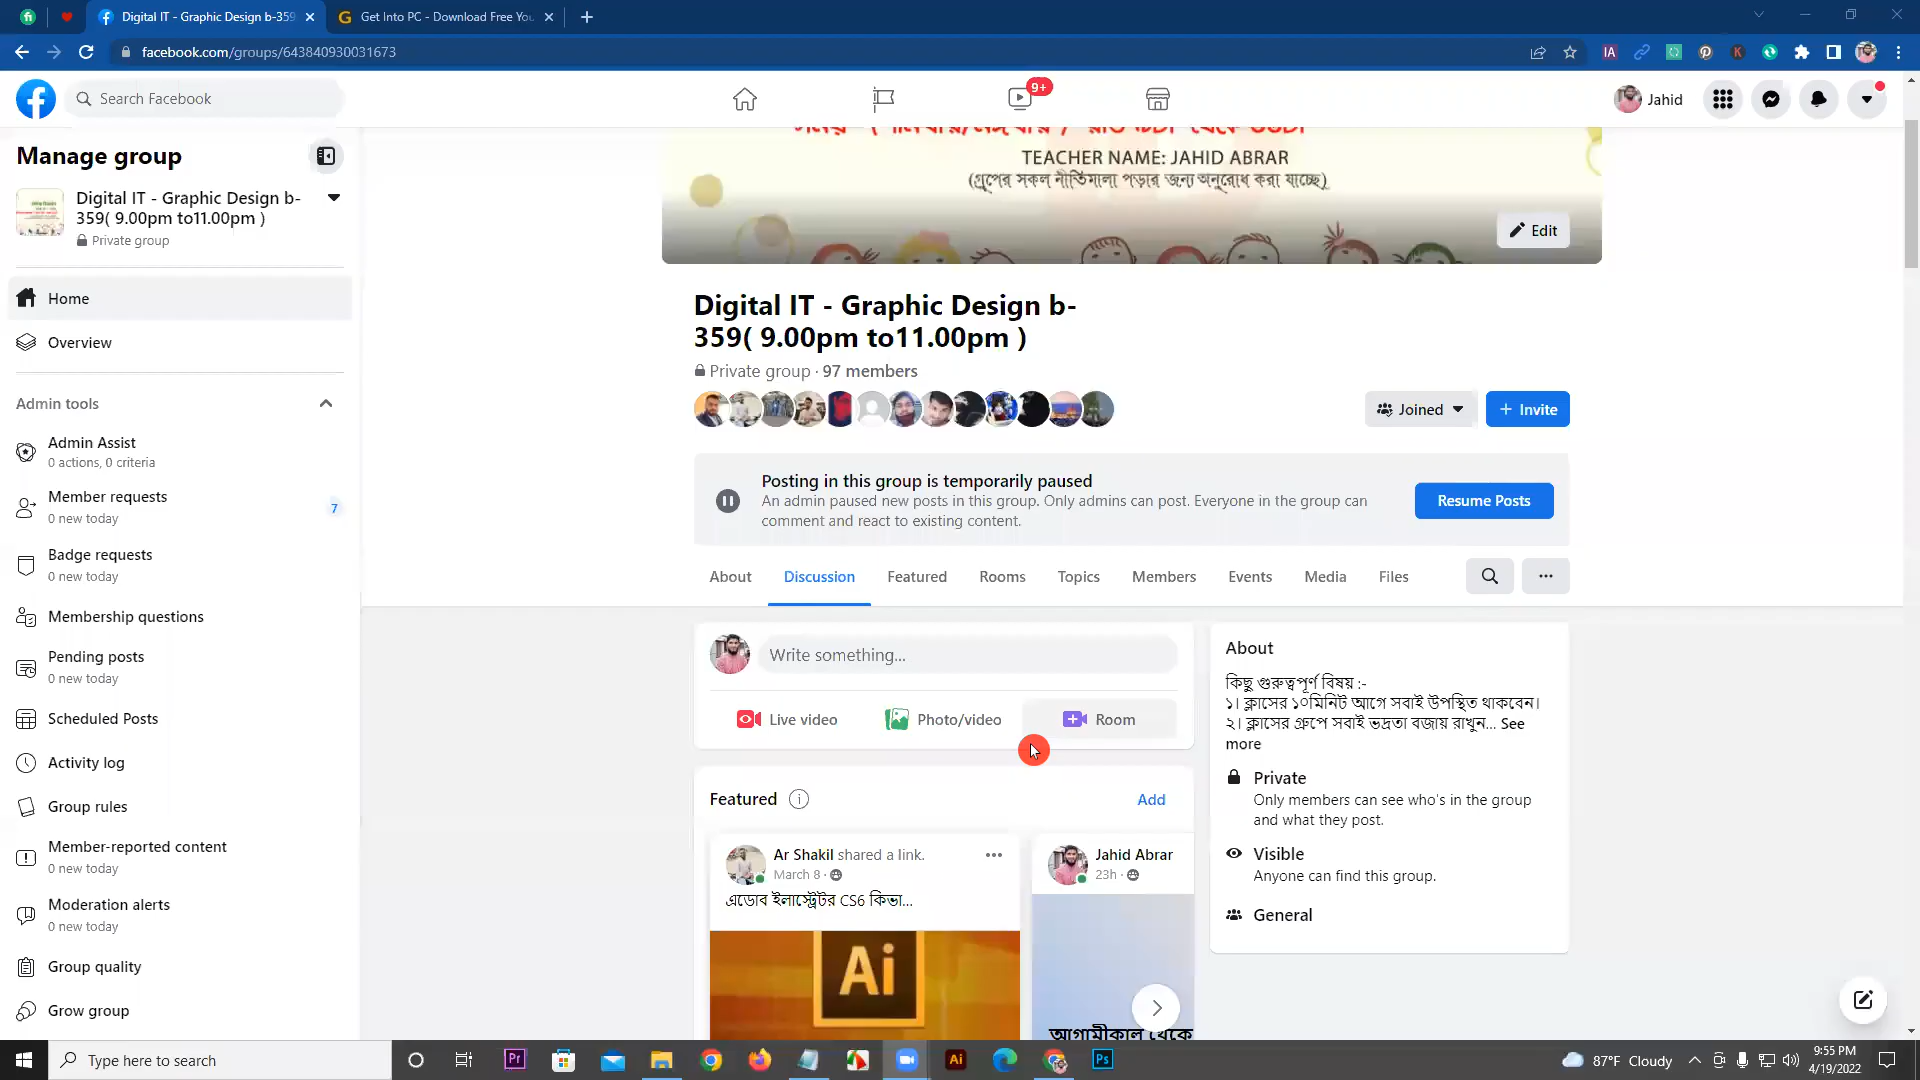 Digital IT - Graphic Design b-359
Get Into PC - Download Free You
facebook.com/groups/643840930031673
Search Facebook
9+
Jahid
Manage group
Digital IT - Graphic Design b-
359( 9.00pm to11.00pm )
Private group
Home
Overview
Admin tools
Admin Assist
0 actions, 0 criteria
Member requests
0 new today
7
Badge requests
0 new today
Membership questions
Pending posts
0 new today
Scheduled Posts
Activity log
Group rules
Member-reported content
0 new today
Moderation alerts
0 new today
Group quality
Grow group
TEACHER NAME: JAHID ABRAR
(গ্রুপের সকল নীতিমালা পড়ার জন্য অনুরোধ করা যাচ্ছে)
Edit
Digital IT - Graphic Design b-
359( 9.00pm to11.00pm )
Private group · 97 members
Joined
+ Invite
Posting in this group is temporarily paused
An admin paused new posts in this group. Only admins can post. Everyone in the group can
comment and react to existing content.
Resume Posts
About
Discussion
Featured
Rooms
Topics
Members
Events
Media
Files
Write something...
Live video
Photo/video
Room
Featured
Add
Ar Shakil shared a link.
March 8 ·
এডোব ইলাস্ট্রেটর CS6 কিভা...
Ai
Jahid Abrar
23h ·
আগামীকাল থেকে
About
কিছু গুরুত্বপূর্ণ বিষয় :-
১। ক্লাসের ১০মিনিট আগে সবাই উপস্থিত থাকবেন।
২। ক্লাসের গ্রুপে সবাই ভদ্রতা বজায় রাখুন... See
more
Private
Only members can see who's in the group
and what they post.
Visible
Anyone can find this group.
General
Type here to search
Pr
Ai
Ps
87°F Cloudy
9:55 PM
4/19/2022